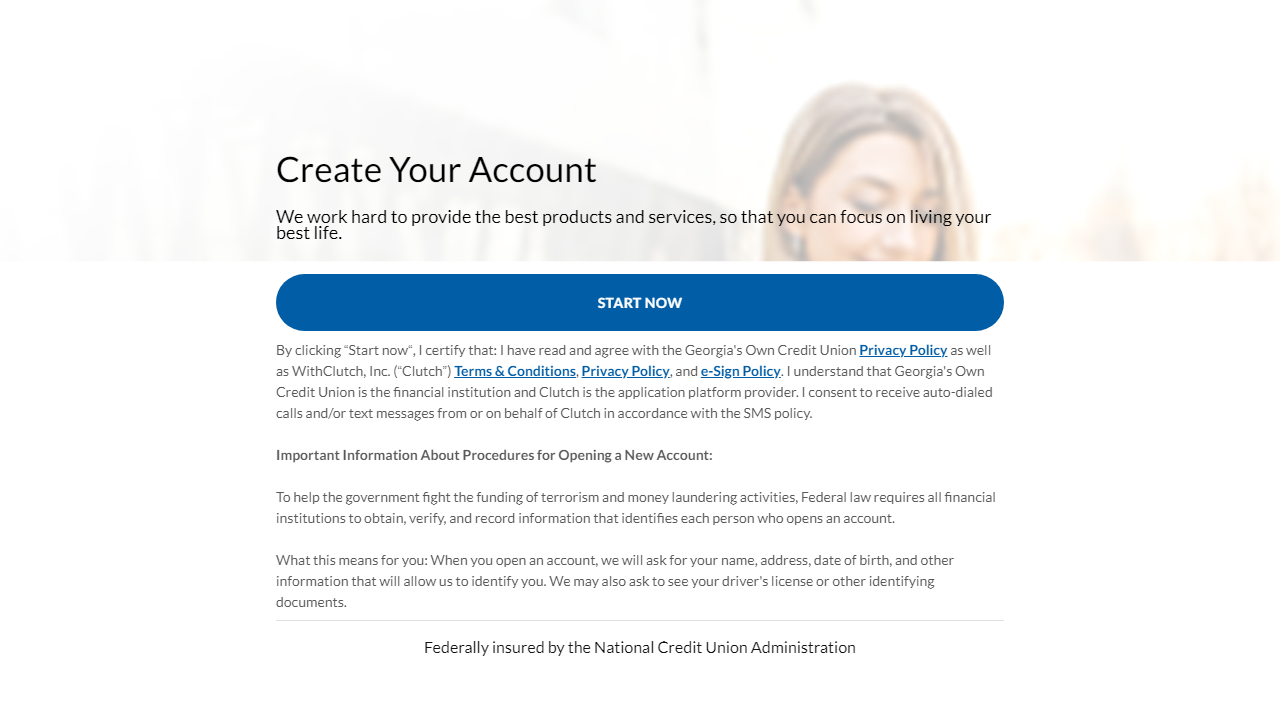 Create Your Account
We work hard to provide the best products and services, so that you can focus on living your
best life.
START NOW
By clicking “Start now“, I certify that: I have read and agree with the Georgia's Own Credit Union Privacy Policy as well
as WithClutch, Inc. (“Clutch”) Terms & Conditions, Privacy Policy, and e-Sign Policy. I understand that Georgia's Own
Credit Union is the financial institution and Clutch is the application platform provider. I consent to receive auto-dialed
calls and/or text messages from or on behalf of Clutch in accordance with the SMS policy.
Important Information About Procedures for Opening a New Account:
To help the government fight the funding of terrorism and money laundering activities, Federal law requires all financial
institutions to obtain, verify, and record information that identifies each person who opens an account.
What this means for you: When you open an account, we will ask for your name, address, date of birth, and other
information that will allow us to identify you. We may also ask to see your driver's license or other identifying
documents.
Federally insured by the National Credit Union Administration